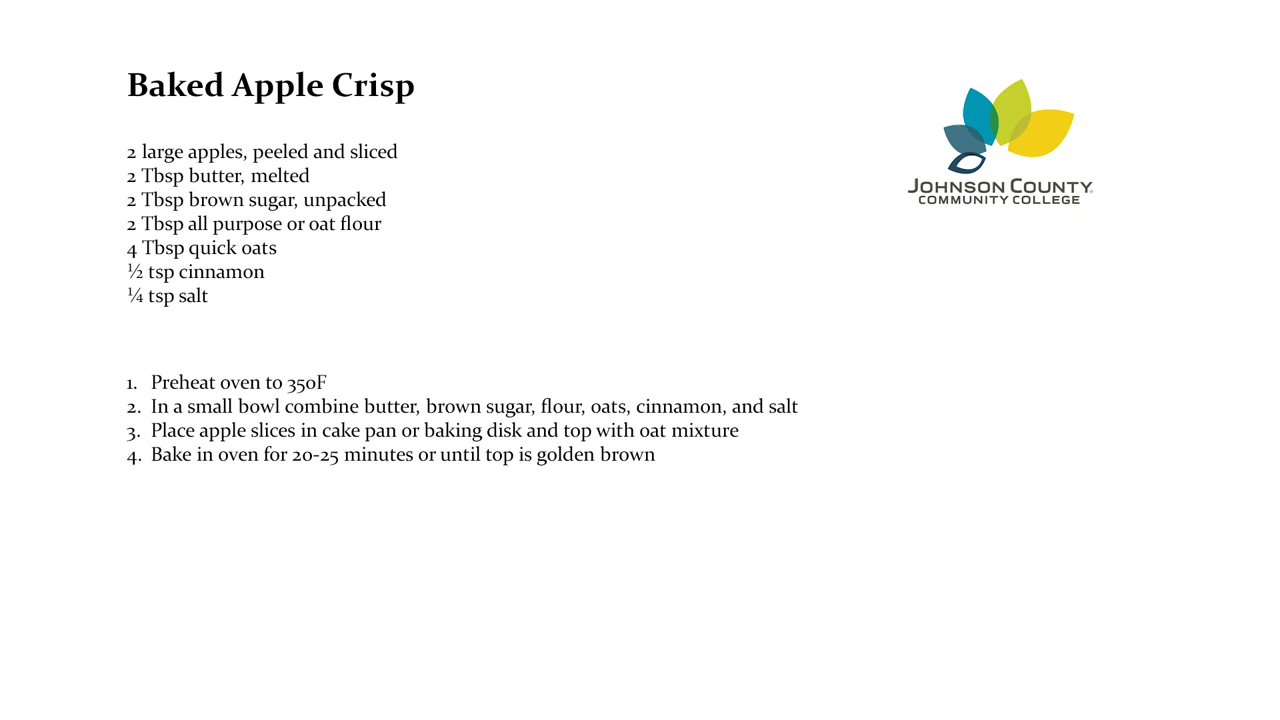 Baked Apple Crisp
2 large apples, peeled and sliced
2 Tbsp butter, melted
2 Tbsp brown sugar, unpacked
2 Tbsp all purpose or oat flour
4 Tbsp quick oats
½ tsp cinnamon
¼ tsp salt
JOHNSON COUNTY
COMMUNITY COLLEGE
1. Preheat oven to 350F
2. In a small bowl combine butter, brown sugar, flour, oats, cinnamon, and salt
3. Place apple slices in cake pan or baking disk and top with oat mixture
4. Bake in oven for 20-25 minutes or until top is golden brown